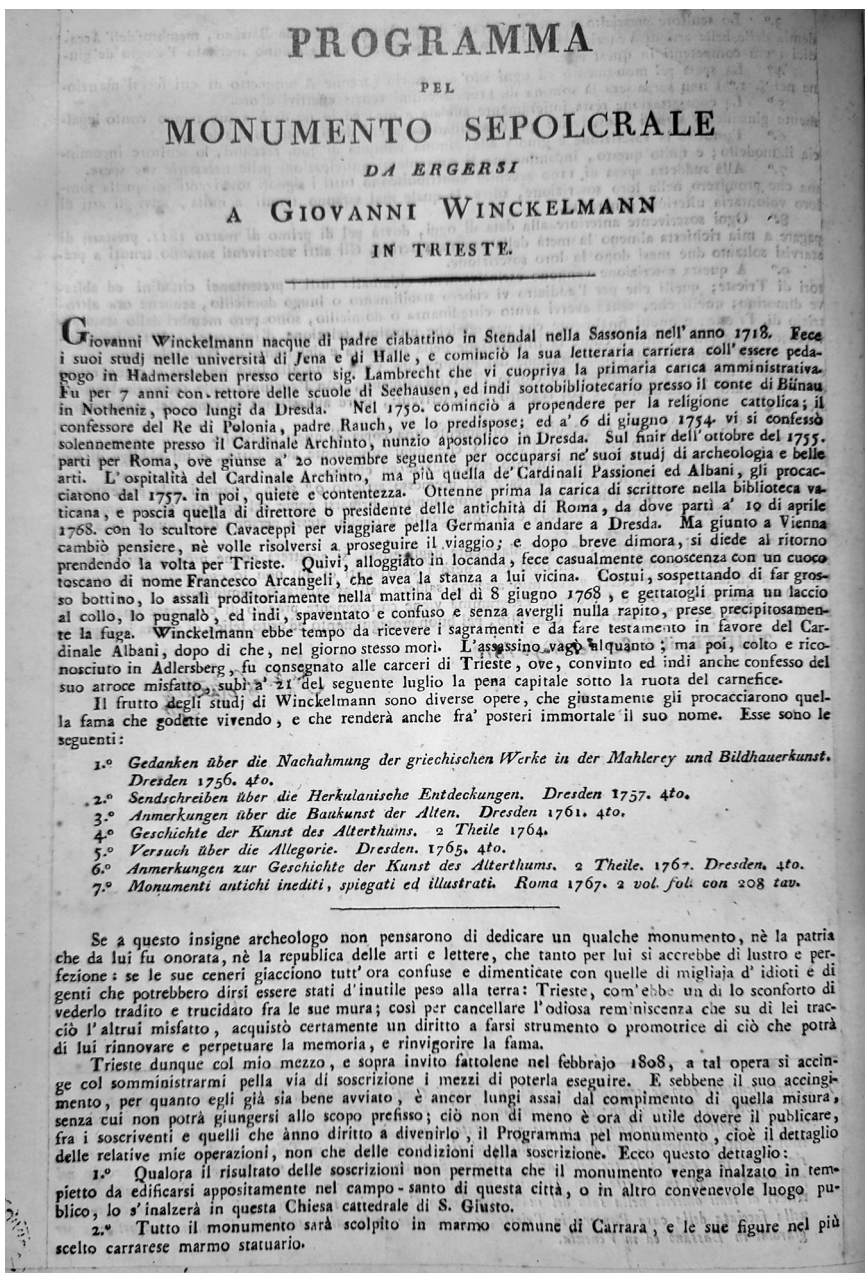 PROGRAMMA
PEL
MONUMENTO SEPOLCRALE
DA ERGERSI
A GIOVANNI WINCKELMANN
IN TRIESTE.
Giovanni Winckelmann nacque di padre ciabattino in Stendal nella Sassonia nell'anno 1718. Fece
i suoi studj nelle università di Jena e di Halle, e cominciò la sua letteraria carriera coll'essere peda-
gogo in Hadmersleben presso certo sig. Lambrecht che vi cuopriva la primaria carica amministrativa.
Fu per 7 anni con-rettore delle scuole di Seehausen, ed indi sottobibliotecario presso il conte di Bünau
in Notheniz, poco lungi da Dresda. Nel 1750. cominciò a propendere per la religione cattolica; il
confessore del Re di Polonia, padre Rauch, ve lo predispose; ed a' 6 di giugno 1754. vi si confessò
solennemente presso il Cardinale Archinto, nunzio apostolico in Dresda. Sul finir dell'ottobre del 1755.
partì per Roma, ove giunse a' 20 novembre seguente per occuparsi ne' suoi studj di archeologia e belle
arti. L'ospitalità del Cardinale Archinto, ma più quella de' Cardinali Passionei ed Albani, gli procac-
ciatono dal 1757. in poi, quiete e contentezza. Ottenne prima la carica di scrittore nella biblioteca va-
ticana, e poscia quella di direttore o presidente delle antichità di Roma, da dove partì a' 10 di aprile
1768. con lo scultore Cavaceppi per viaggiare pella Germania e andare a Dresda. Ma giunto a Vienna
cambiò pensiere, nè volle risolversi a proseguire il viaggio; e dopo breve dimora, si diede al ritorno
prendendo la volta per Trieste. Quivi, alloggiato in locanda, fece casualmente conoscenza con un cuoco
toscano di nome Francesco Arcangeli, che avea la stanza a lui vicina. Costui, sospettando di far gros-
so bottino, lo assalì proditoriamente nella mattina del dì 8 giugno 1768, e gettatogli prima un laccio
al collo, lo pugnalò, ed indi, spaventato e confuso e senza avergli nulla rapito, prese precipitosamen-
te la fuga. Winckelmann ebbe tempo da ricevere i sagramenti e da fare testamento in favore del Car-
dinale Albani, dopo di che, nel giorno stesso morì. L'assassino vagò alquanto; ma poi, colto e rico-
nosciuto in Adlersberg, fu consegnato alle carceri di Trieste, ove, convinto ed indi anche confesso del
suo atroce misfatto, subì a' 21 del seguente luglio la pena capitale sotto la ruota del carnefice.
Il frutto degli studj di Winckelmann sono diverse opere, che giustamente gli procacciarono quel-
la fama che godette vivendo, e che renderà anche fra' posteri immortale il suo nome. Esse sono le
seguenti:
1.º Gedanken über die Nachahmung der griechischen Werke in der Mahlerey und Bildhauerkunst.
Dresden 1756. 4to.
2.º Sendschreiben über die Herkulanische Entdeckungen. Dresden 1757. 4to.
3.º Anmerkungen über die Baukunst der Alten. Dresden 1761. 4to.
4.º Geschichte der Kunst des Alterthums. 2 Theile 1764.
5.º Versuch über die Allegorie. Dresden. 1765. 4to.
6.º Anmerkungen zur Geschichte der Kunst des Alterthums. 2 Theile. 1767. Dresden. 4to.
7.º Monumenti antichi inediti, spiegati ed illustrati. Roma 1767. 2 vol. fol. con 208 tav.
Se a questo insigne archeologo non pensarono di dedicare un qualche monumento, nè la patria
che da lui fu onorata, nè la republica delle arti e lettere, che tanto per lui si accrebbe di lustro e per-
fezione: se le sue ceneri giacciono tutt'ora confuse e dimenticate con quelle di migliaja d'idioti e di
genti che potrebbero dirsi essere stati d'inutile peso alla terra: Trieste, com'ebbe un dì lo sconforto di
vederlo tradito e trucidato fra le sue mura; così per cancellare l'odiosa reminiscenza che su di lei trac-
ciò l'altrui misfatto, acquistò certamente un diritto a farsi strumento o promotrice di ciò che potrà
di lui rinnovare e perpetuare la memoria, e rinvigorire la fama.
Trieste dunque col mio mezzo, e sopra invito fattolene nel febbrajo 1808, a tal opera si accin-
ge col somministrarmi pella via di soscrizione i mezzi di poterla eseguire. E sebbene il suo accingi-
mento, per quanto egli già sia bene avviato, è ancor lungi assai dal compimento di quella misura,
senza cui non potrà giungersi allo scopo prefisso; ciò non di meno è ora di utile dovere il publicare,
fra i soscriventi e quelli che ànno diritto a divenirlo, il Programma pel monumento, cioè il dettaglio
delle relative mie operazioni, non che delle condizioni della soscrizione. Ecco questo dettaglio:
1.º Qualora il risultato delle soscrizioni non permetta che il monumento venga inalzato in tem-
pietto da edificarsi appositamente nel campo-santo di questa città, o in altro convenevole luogo pu-
blico, lo s'inalzerà in questa Chiesa cattedrale di S. Giusto.
2.º Tutto il monumento sarà scolpito in marmo comune di Carrara, e le sue figure nel più
scelto carrarese marmo statuario.